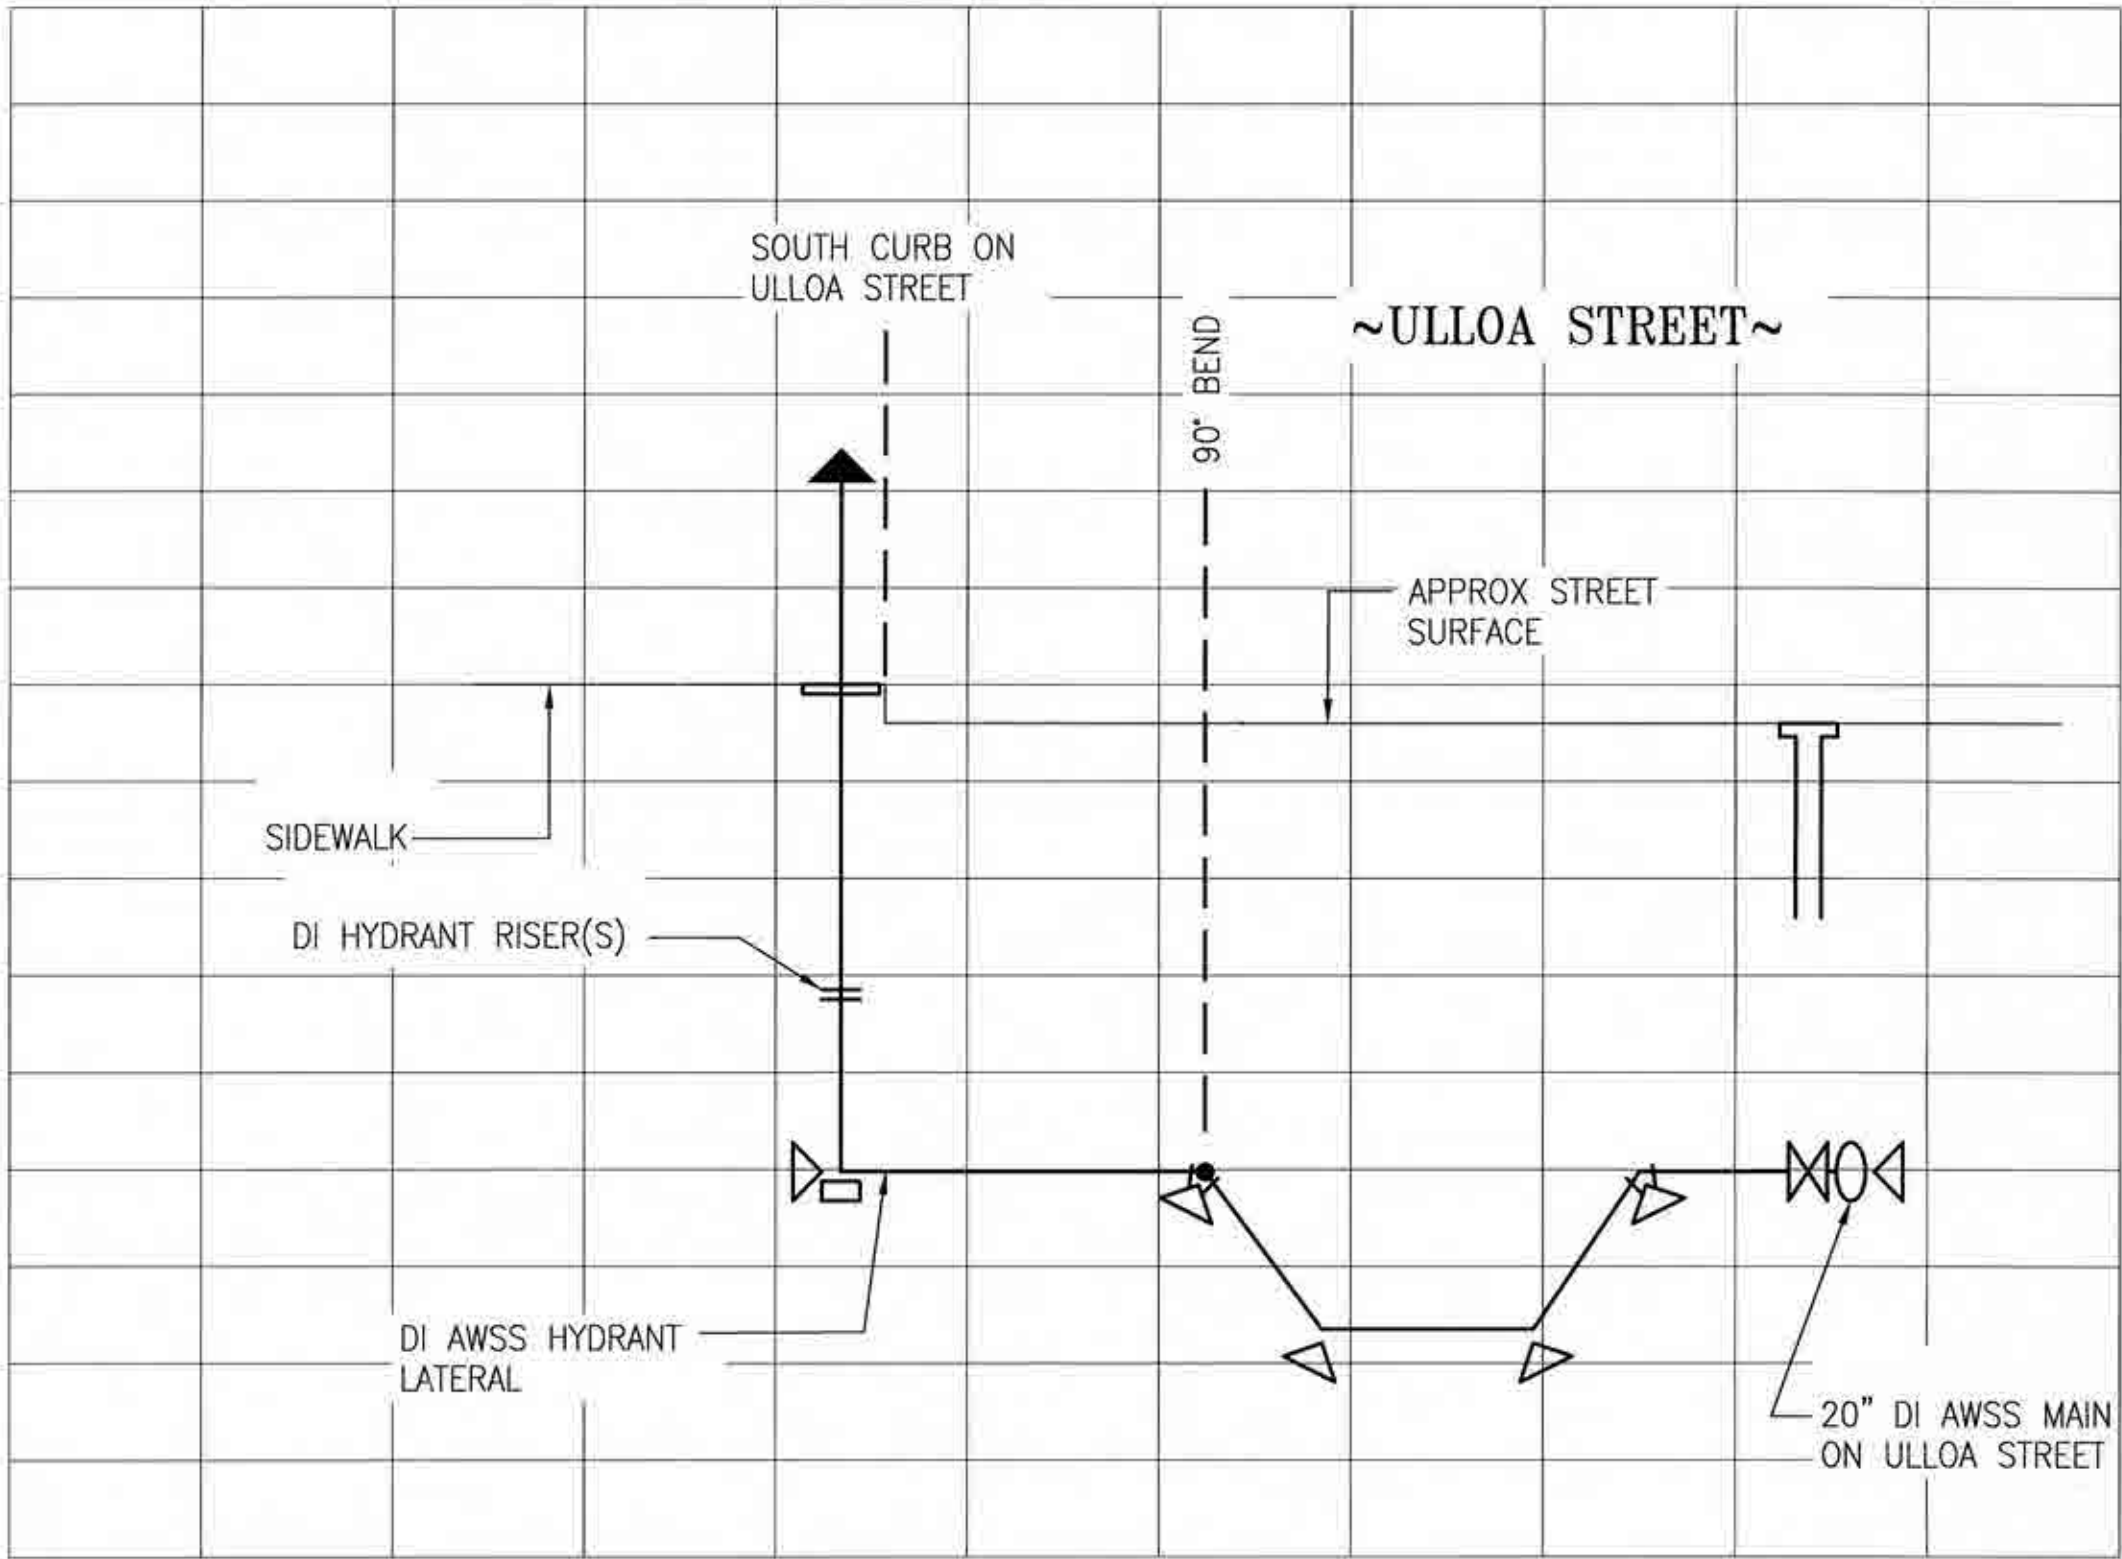 SOUTH CURB ON
ULLOA STREET
~ULLOA STREET~
90° BEND
APPROX STREET
SURFACE
SIDEWALK
DI HYDRANT RISER(S)
DI AWSS HYDRANT
LATERAL
20" DI AWSS MAIN
ON ULLOA STREET